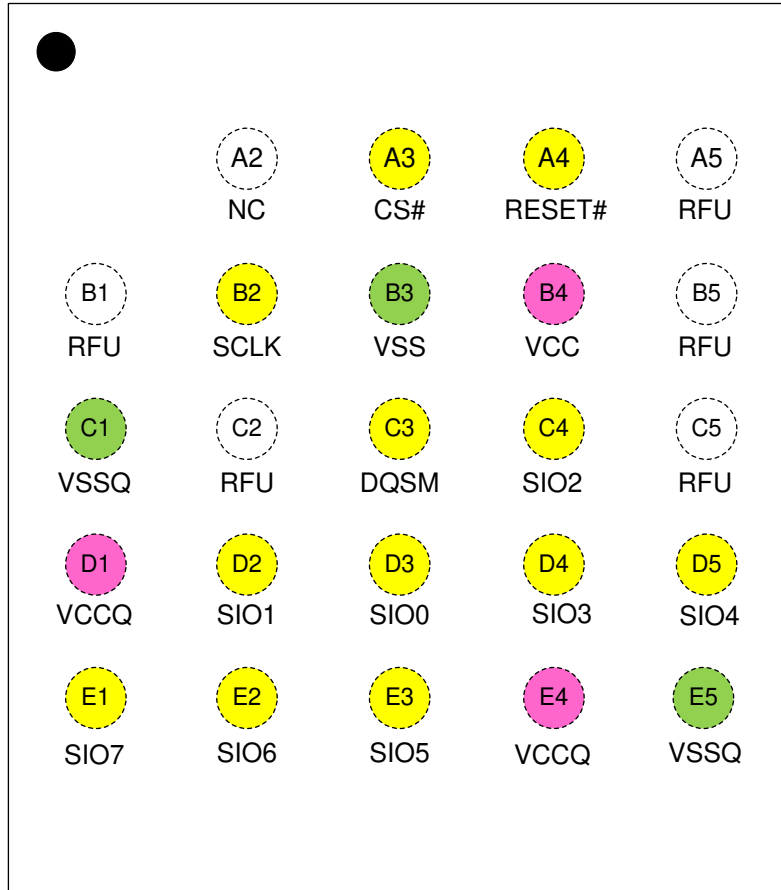 A2 A3 A4 A5
NC CS# RESET# RFU
B1 B2 B3 B4 B5
RFU SCLK VSS VCC RFU
C1 C2 C3 C4 C5
VSSQ RFU DQSM SIO2 RFU
D1 D2 D3 D4 D5
VCCQ SIO1 SIO0 SIO3 SIO4
E1 E2 E3 E4 E5
SIO7 SIO6 SIO5 VCCQ VSSQ